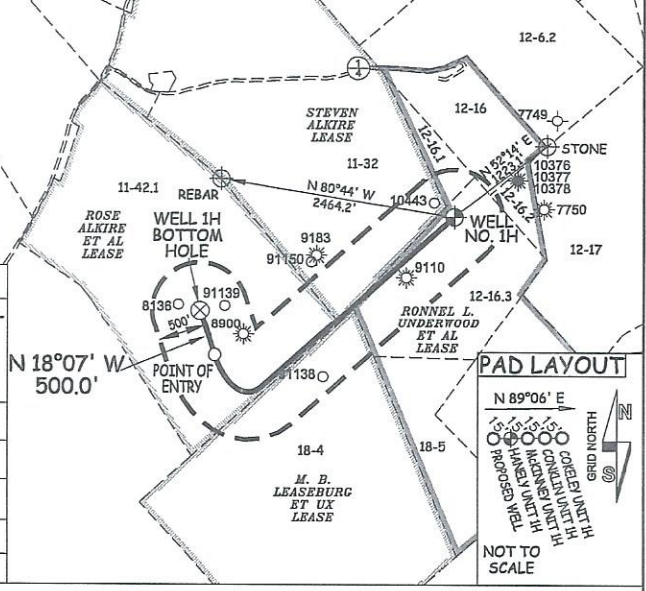 12-6.2
1
4
STEVEN
ALKIRE
LEASE
12-16
7749
STONE
12-16.1
N 52°14' E
1223.1'
10376
10377
10378
11-32
11-42.1
REBAR
N 80°44' W
2464.2'
10443
12-16.2
7750
WELL
NO. 1H
ROSE
ALKIRE
ET AL
LEASE
WELL 1H
BOTTOM
HOLE
9183
91150
9110
12-17
8136
91139
8900
12-16.3
RONNEL L.
UNDERWOOD
ET AL
LEASE
500'
N 18°07' W
500.0'
POINT OF
ENTRY
91138
18-4
18-5
M. B.
LEASEBURG
ET UX
LEASE
PAD LAYOUT
N 89°06' E
15' 15' 15' 15'
PROPOSED WELL
HANELY UNIT 1H
McKINNEY UNIT 1H
CONKLIN UNIT 1H
COKELEY UNIT 1H
GRID NORTH
N
S
NOT TO
SCALE